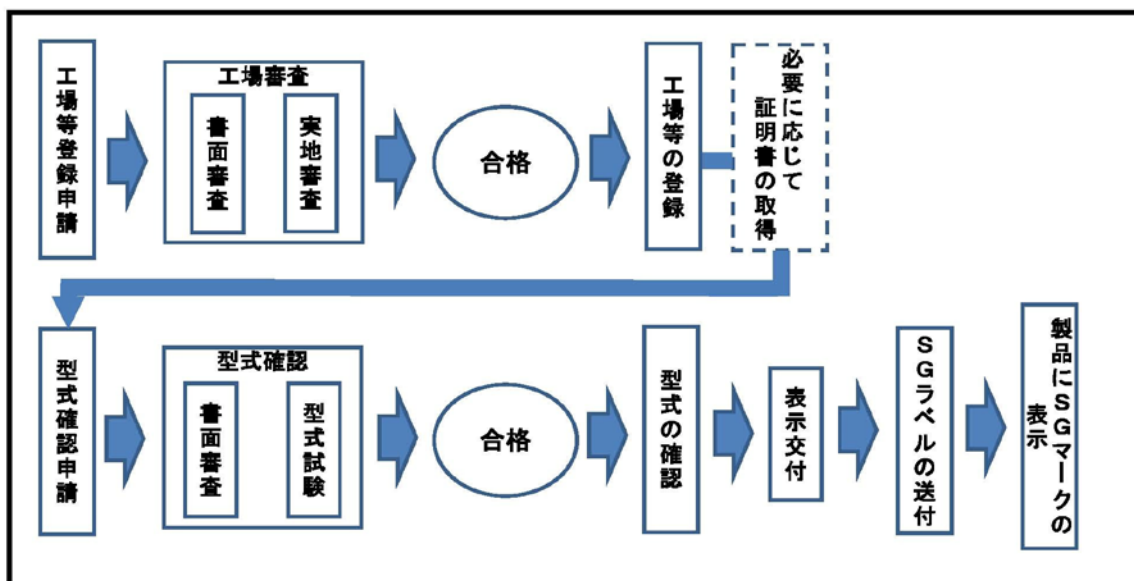 工場等登録申請
工場審査
書面審査
実地審査
合格
工場等の登録
必要に応じて
証明書の取得
型式確認申請
型式確認
書面審査
型式試験
合格
型式の確認
表示交付
SGラベルの送付
製品にSGマークの
表示